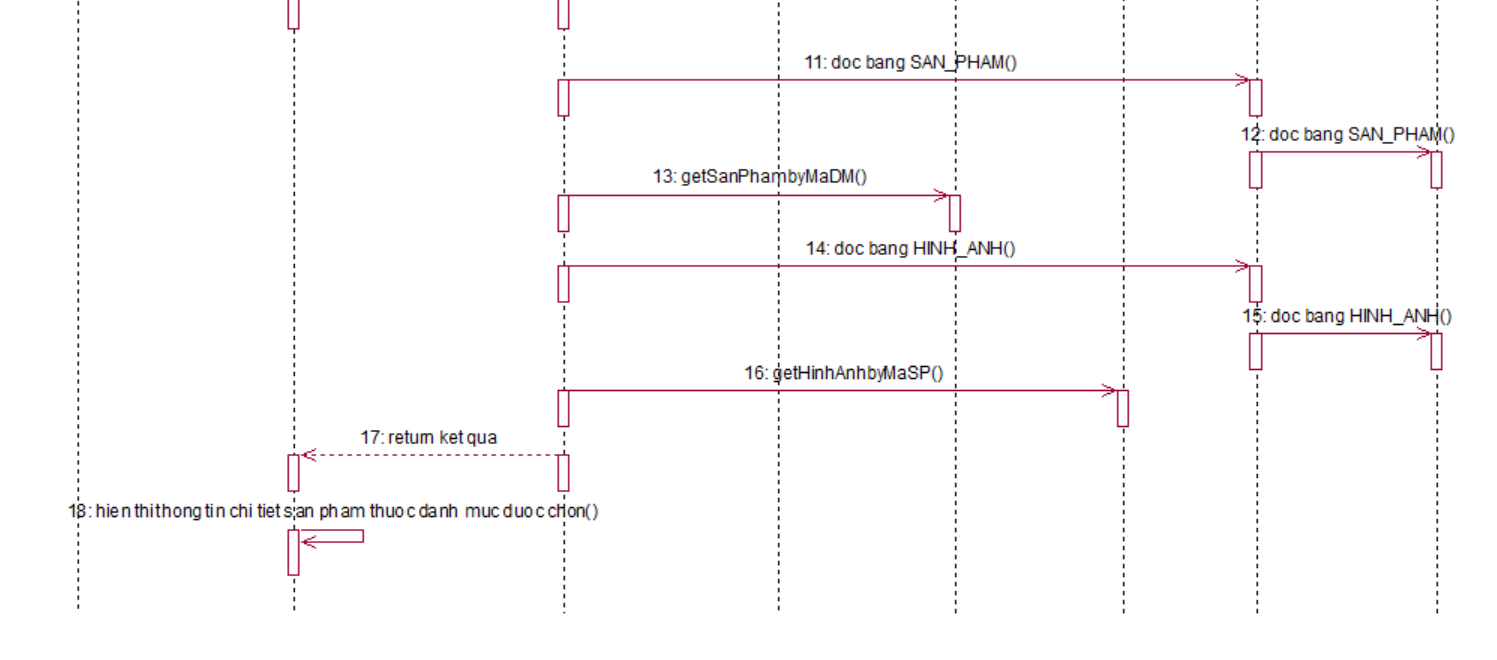 11: doc bang SAN_PHAM()
12: doc bang SAN_PHAM()
13: getSanPhambyMaDM()
14: doc bang HINH_ANH()
15: doc bang HINH_ANH()
16: getHinhAnhbyMaSP()
17: return ket qua
18: hien thi thong tin chi tiet san pham thuoc danh muc duoc chon()